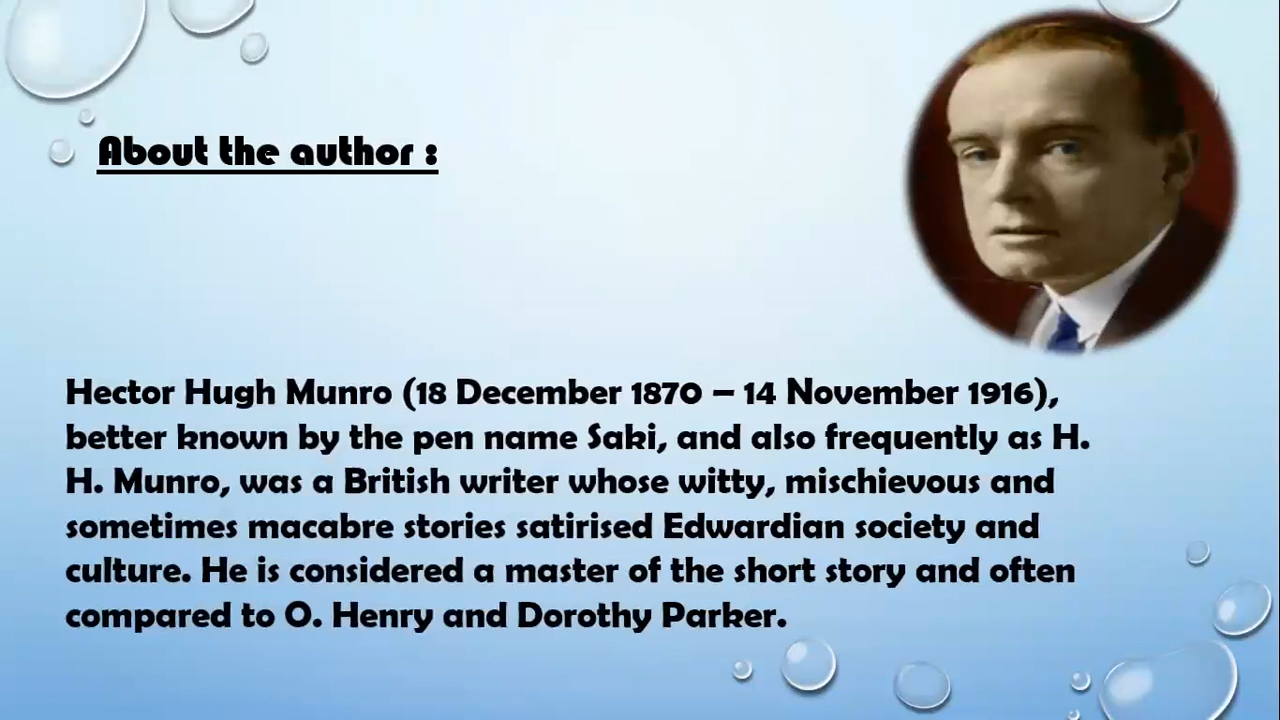 About the author :
Hector Hugh Munro (18 December 1870 – 14 November 1916),
better known by the pen name Saki, and also frequently as H.
H. Munro, was a British writer whose witty, mischievous and
sometimes macabre stories satirised Edwardian society and
culture. He is considered a master of the short story and often
compared to O. Henry and Dorothy Parker.